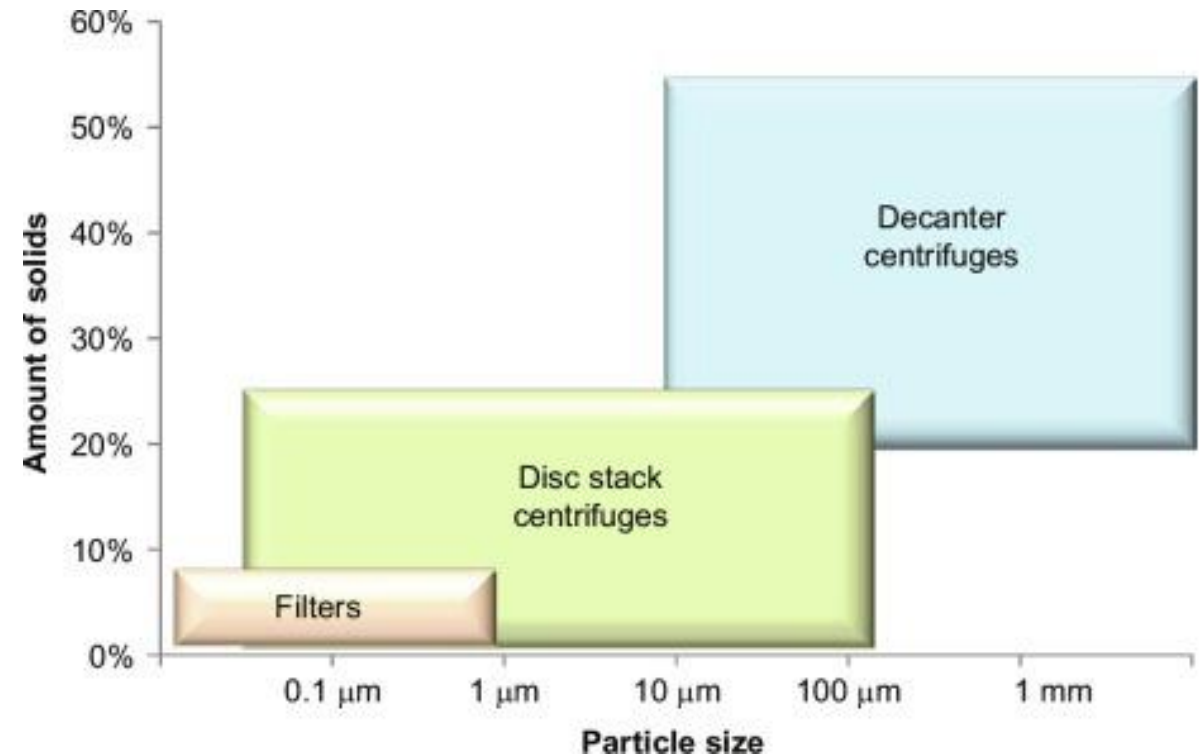 60%
50%
40%
30%
20%
10%
0%
Amount of solids
Decanter
centrifuges
Disc stack
centrifuges
Filters
0.1 μm
1 μm
10 μm
100 μm
1 mm
Particle size